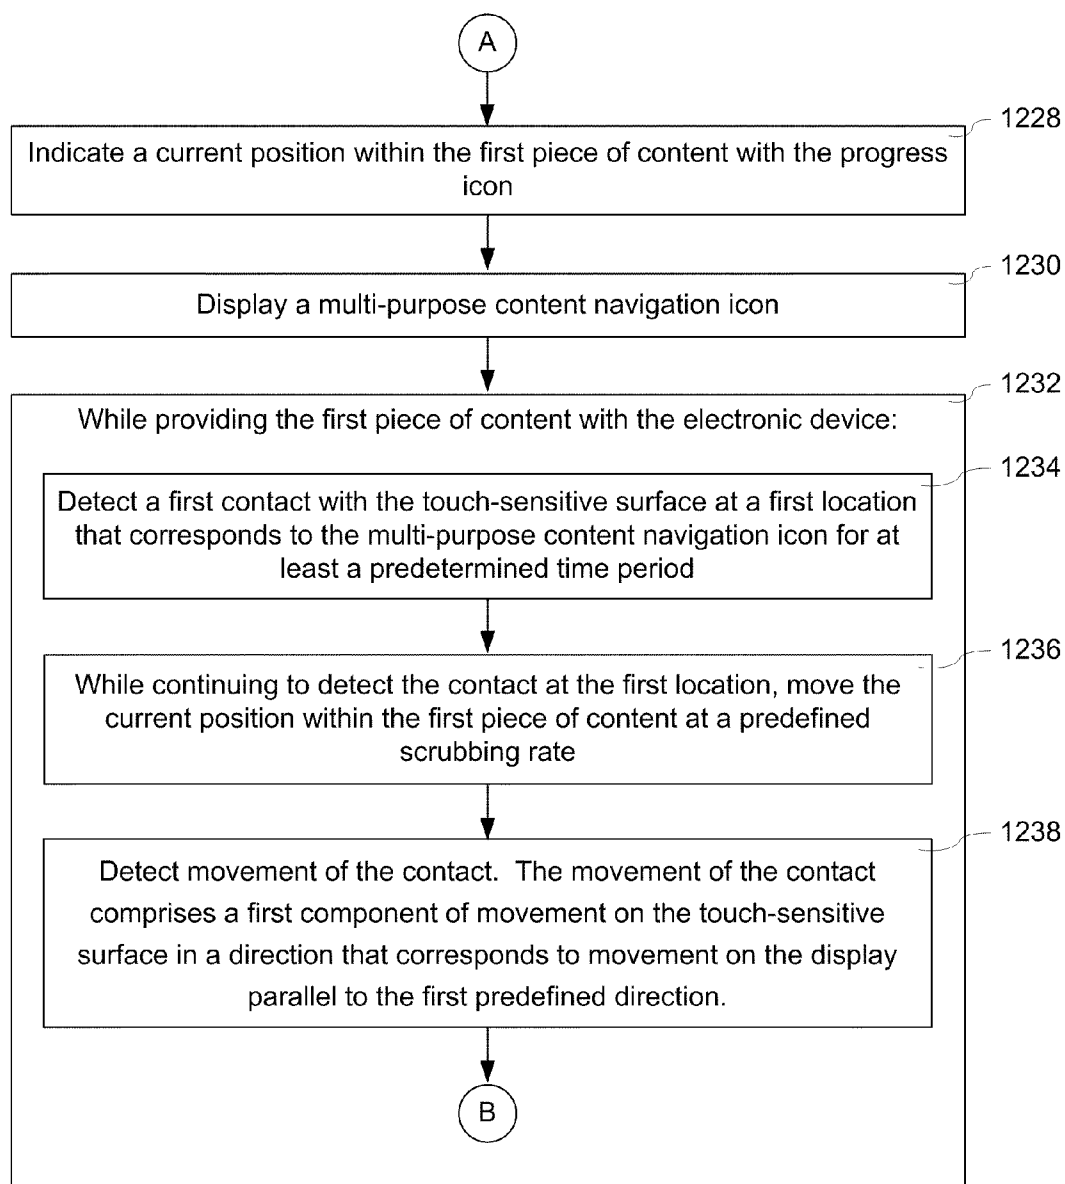 A
1228
Indicate a current position within the first piece of content with the progress
icon
1230
Display a multi-purpose content navigation icon
1232
While providing the first piece of content with the electronic device:
1234
Detect a first contact with the touch-sensitive surface at a first location
that corresponds to the multi-purpose content navigation icon for at
least a predetermined time period
1236
While continuing to detect the contact at the first location, move the
current position within the first piece of content at a predefined
scrubbing rate
1238
Detect movement of the contact.  The movement of the contact
comprises a first component of movement on the touch-sensitive
surface in a direction that corresponds to movement on the display
parallel to the first predefined direction.
B